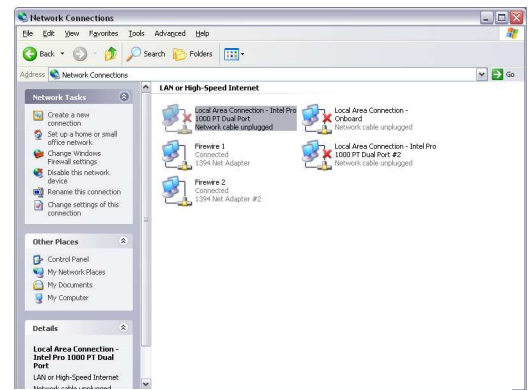 Network Connections
File Edit View Favorites Tools Advanced Help
Back Search Folders
Address Network Connections Go
Network Tasks
Create a new
connection
Set up a home or small
office network
Change Windows
Firewall settings
Disable this network
device
Rename this connection
Change settings of this
connection
Other Places
Control Panel
My Network Places
My Documents
My Computer
Details
Local Area Connection -
Intel Pro 1000 PT Dual
Port
LAN or High-Speed Internet
Network cable unplugged
LAN or High-Speed Internet
Local Area Connection - Intel Pro
1000 PT Dual Port
Network cable unplugged
Local Area Connection -
Onboard
Network cable unplugged
Firewire 1
Connected
1394 Net Adapter
Local Area Connection - Intel Pro
1000 PT Dual Port #2
Network cable unplugged
Firewire 2
Connected
1394 Net Adapter #2